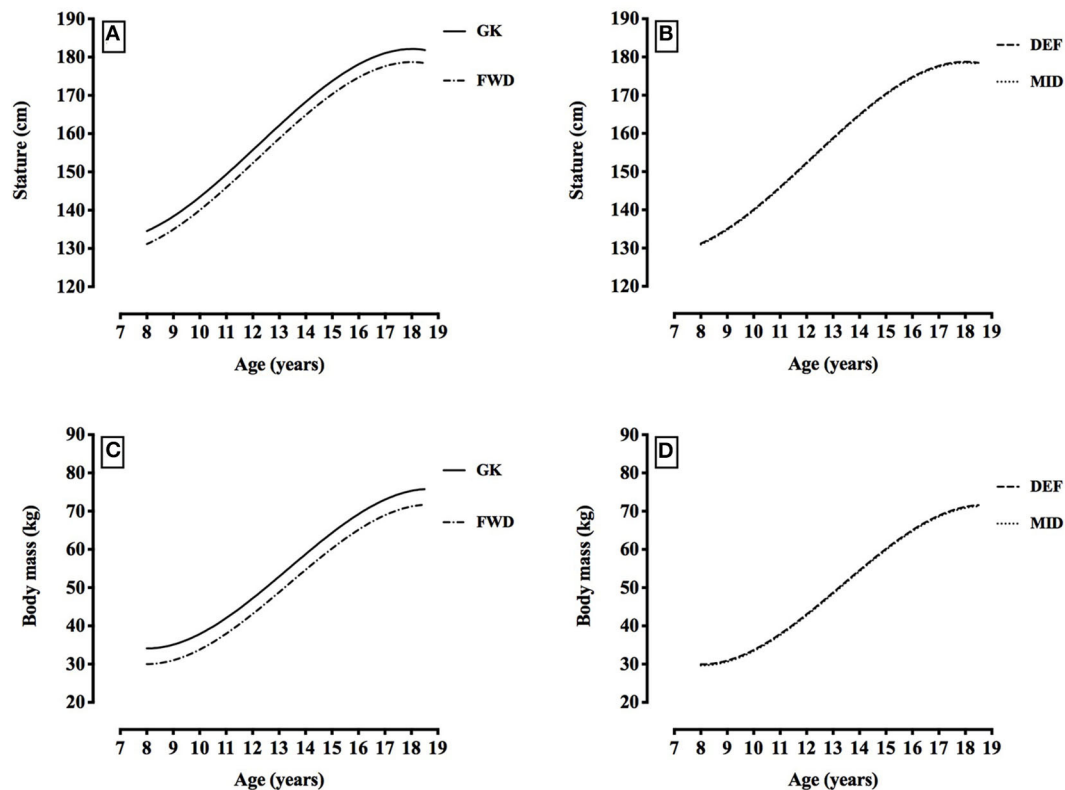 A
GK
FWD
Stature (cm)
190
180
170
160
150
140
130
120
7 8 9 10 11 12 13 14 15 16 17 18 19
Age (years)
B
DEF
MID
Stature (cm)
190
180
170
160
150
140
130
120
7 8 9 10 11 12 13 14 15 16 17 18 19
Age (years)
C
GK
FWD
Body mass (kg)
90
80
70
60
50
40
30
20
7 8 9 10 11 12 13 14 15 16 17 18 19
Age (years)
D
DEF
MID
Body mass (kg)
90
80
70
60
50
40
30
20
7 8 9 10 11 12 13 14 15 16 17 18 19
Age (years)